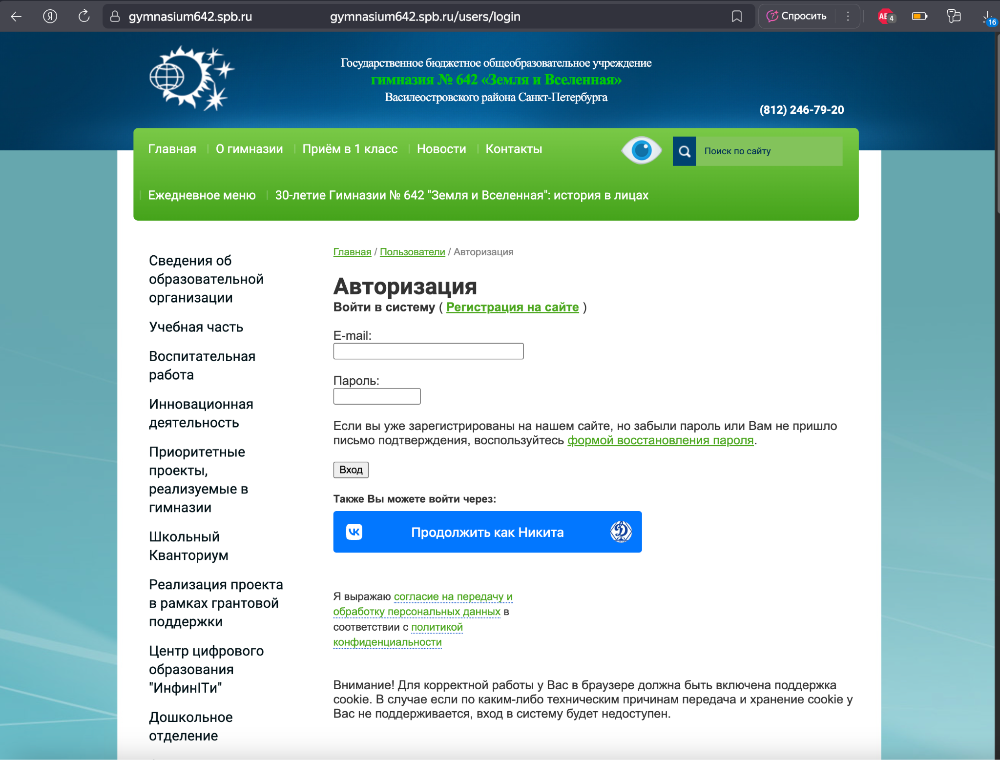 gymnasium642.spb.ru
gymnasium642.spb.ru/users/login
Спросить
4
16
Государственное бюджетное общеобразовательное учреждение
гимназия № 642 «Земля и Вселенная»
Василеостровского района Санкт-Петербурга
(812) 246-79-20
Главная
О гимназии
Приём в 1 класс
Новости
Контакты
Поиск по сайту
Ежедневное меню
30-летие Гимназии № 642 "Земля и Вселенная": история в лицах
Сведения об
образовательной
организации
Учебная часть
Воспитательная
работа
Инновационная
деятельность
Приоритетные
проекты,
реализуемые в
гимназии
Школьный
Кванториум
Реализация проекта
в рамках грантовой
поддержки
Центр цифрового
образования
"ИнфинITи"
Дошкольное
отделение
Главная / Пользователи / Авторизация
Авторизация
Войти в систему ( Регистрация на сайте )
E-mail:
Пароль:
Если вы уже зарегистрированы на нашем сайте, но забыли пароль или Вам не пришло
письмо подтверждения, воспользуйтесь формой восстановления пароля.
Вход
Также Вы можете войти через:
Продолжить как Никита
Я выражаю согласие на передачу и
обработку персональных данных в
соответствии с политикой
конфиденциальности
Внимание! Для корректной работы у Вас в браузере должна быть включена поддержка
cookie. В случае если по каким-либо техническим причинам передача и хранение cookie у
Вас не поддерживается, вход в систему будет недоступен.